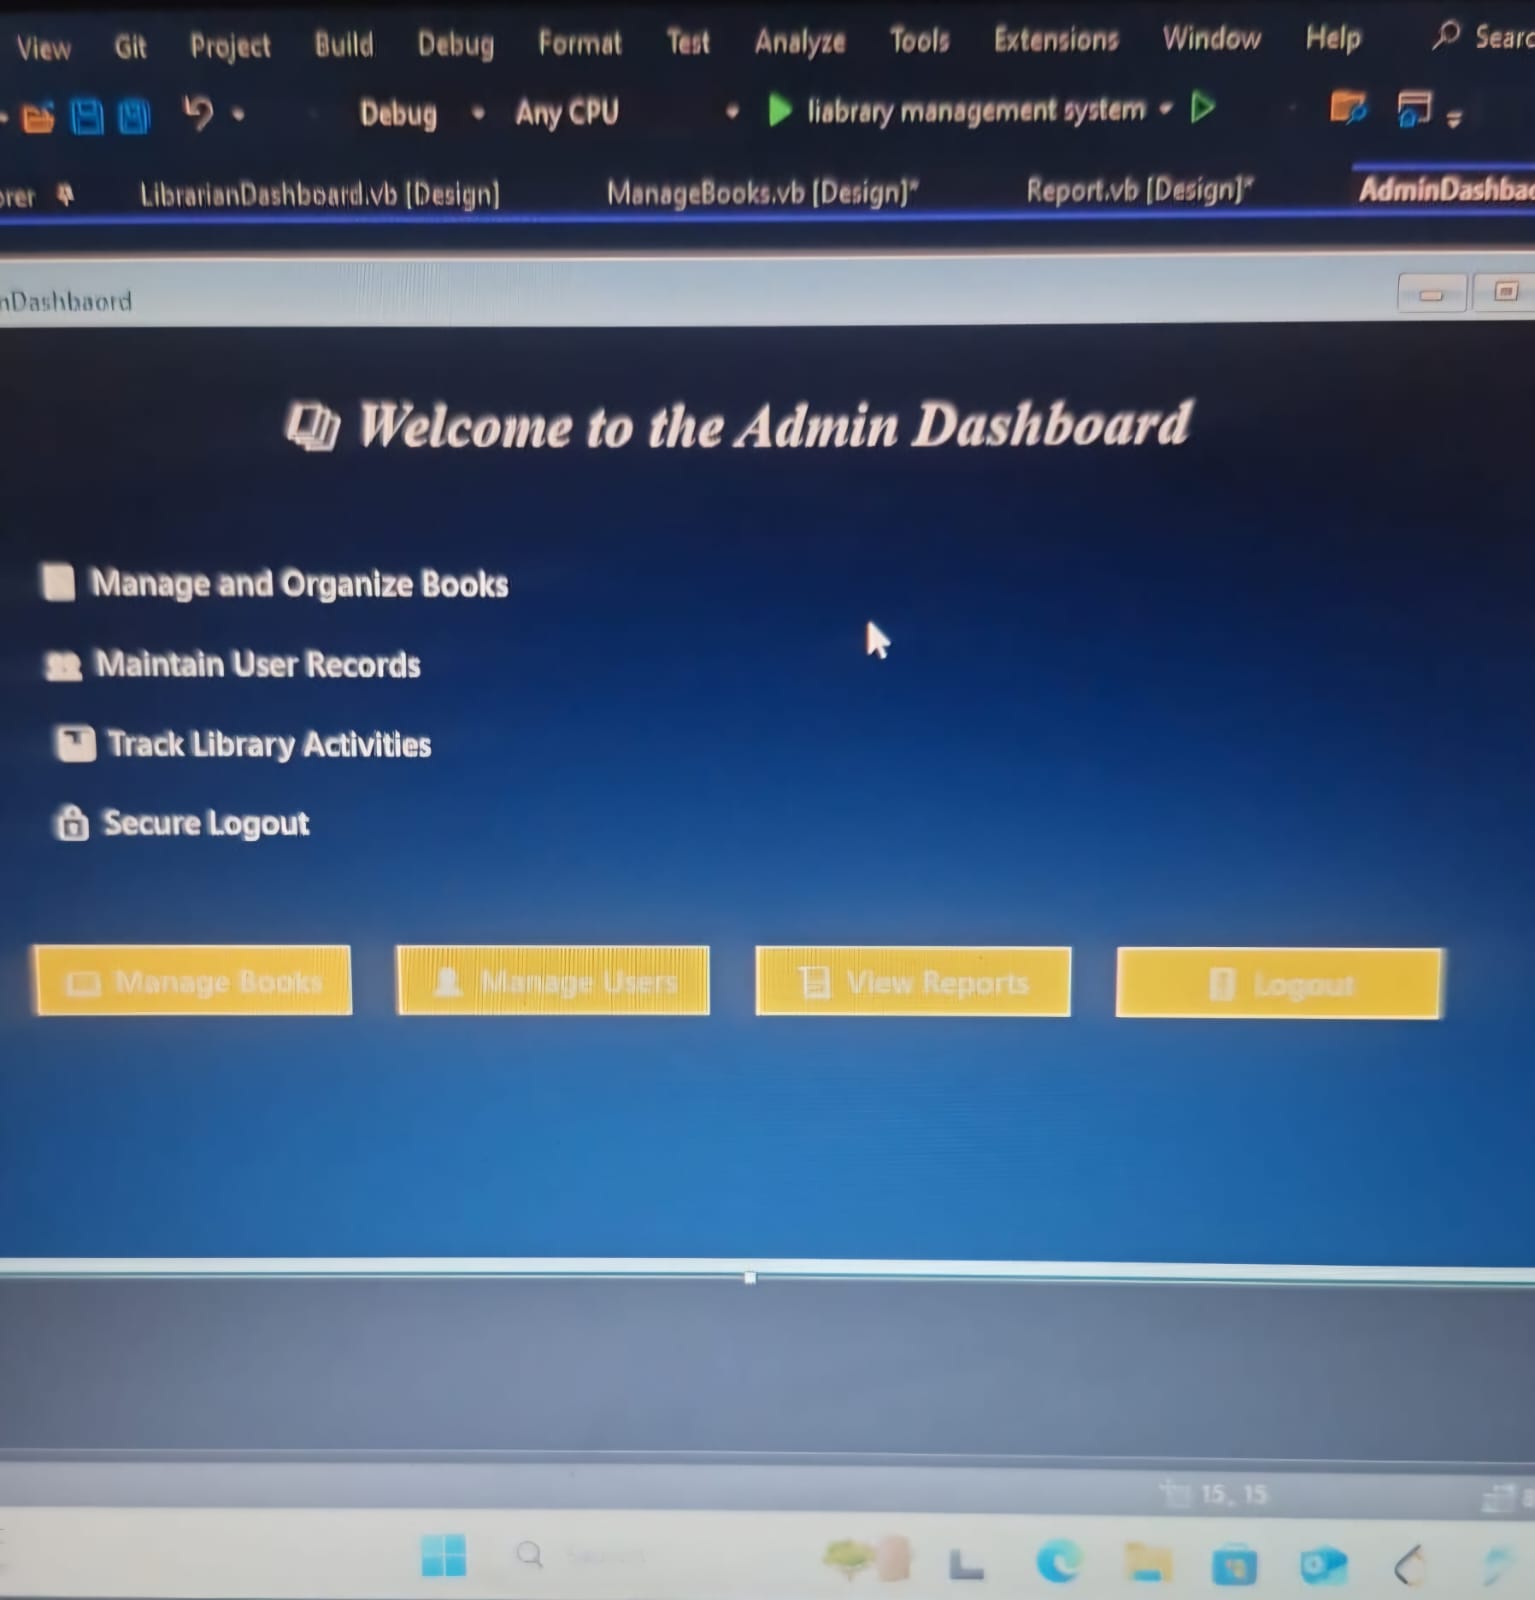 View Git Project Build Debug Format Test Analyze Tools Extensions Window Help Searc
Debug Any CPU liabrary management system
orer LibrarianDashboard.vb [Design] ManageBooks.vb [Design]* Report.vb [Design]* AdminDashbao
nDashbaord
Welcome to the Admin Dashboard
Manage and Organize Books
Maintain User Records
Track Library Activities
Secure Logout
Manage Books Manage Users View Reports Logout
15, 15